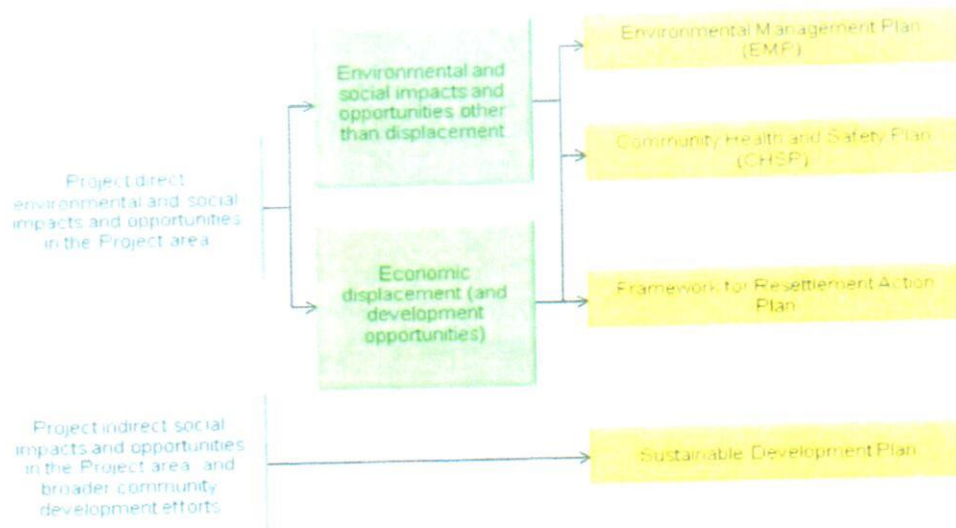 Project direct
environmental and social
impacts and opportunities
in the Project area
Environmental and
social impacts and
opportunities other
than displacement
Economic
displacement (and
development
opportunities)
Environmental Management Plan
(EMP)
Community Health and Safety Plan
(CHSP)
Framework for Resettlement Action
Plan
Project indirect social
impacts and opportunities
in the Project area and
broader community
development efforts
Sustainable Development Plan